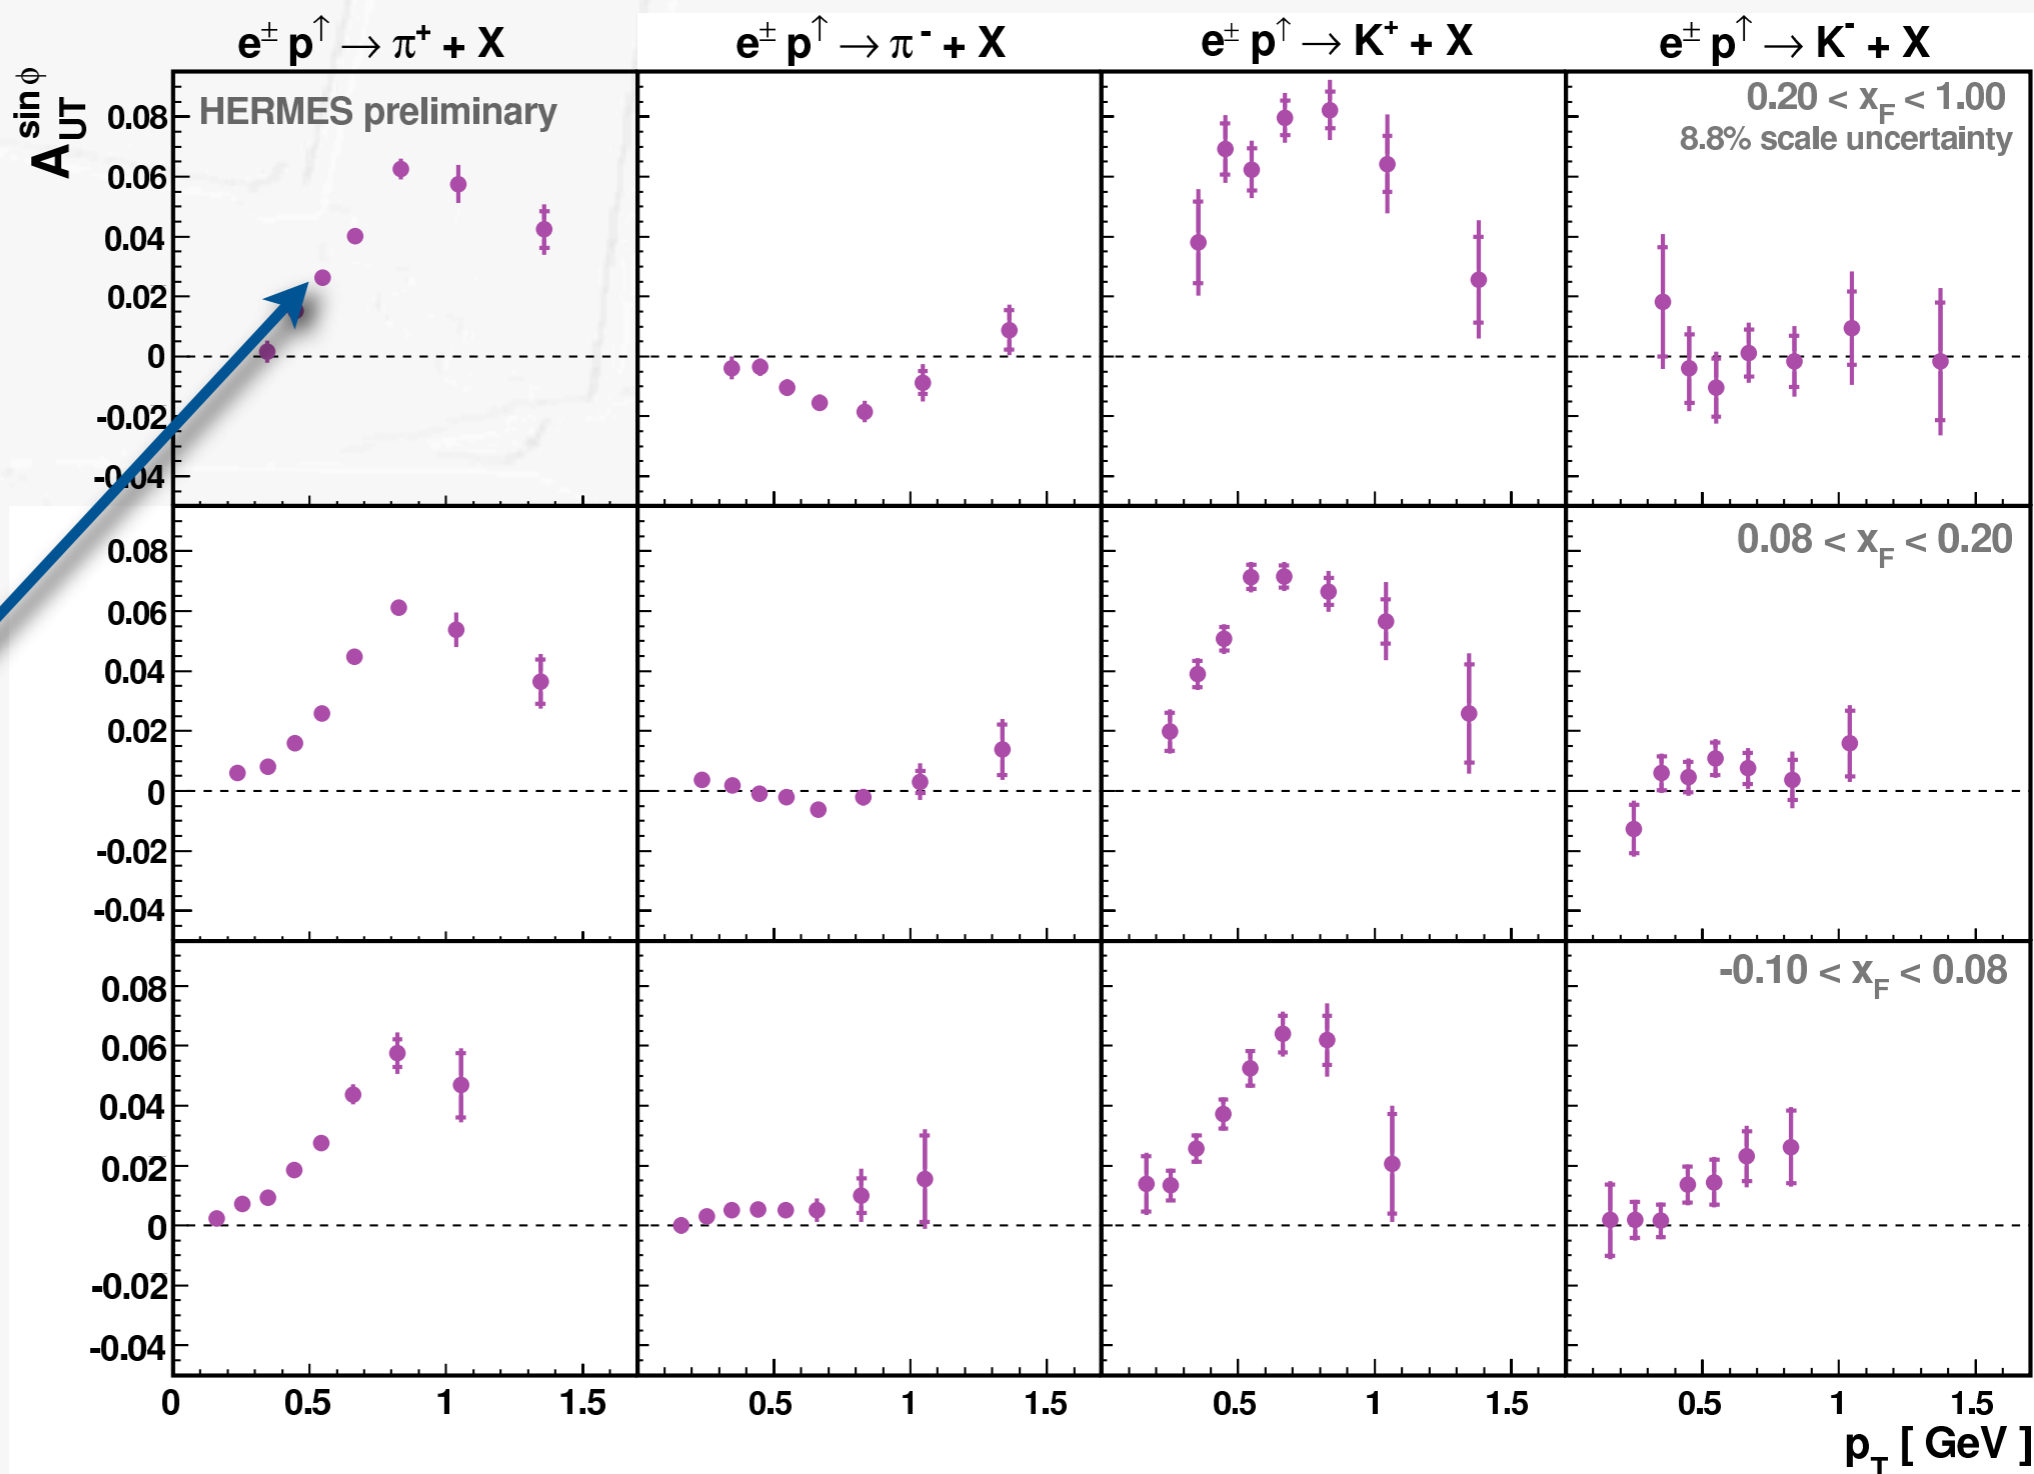 e± p↑ → π+ + X
e± p↑ → π- + X
e± p↑ → K+ + X
e± p↑ → K- + X
A_UT^sin ϕ
HERMES preliminary
0.20 < x_F < 1.00
8.8% scale uncertainty
0.08
0.06
0.04
0.02
0
-0.02
-0.04
0.08 < x_F < 0.20
0.08
0.06
0.04
0.02
0
-0.02
-0.04
-0.10 < x_F < 0.08
0.08
0.06
0.04
0.02
0
-0.02
-0.04
0 0.5 1 1.5
0.5 1 1.5
0.5 1 1.5
0.5 1 1.5
p_T [ GeV ]